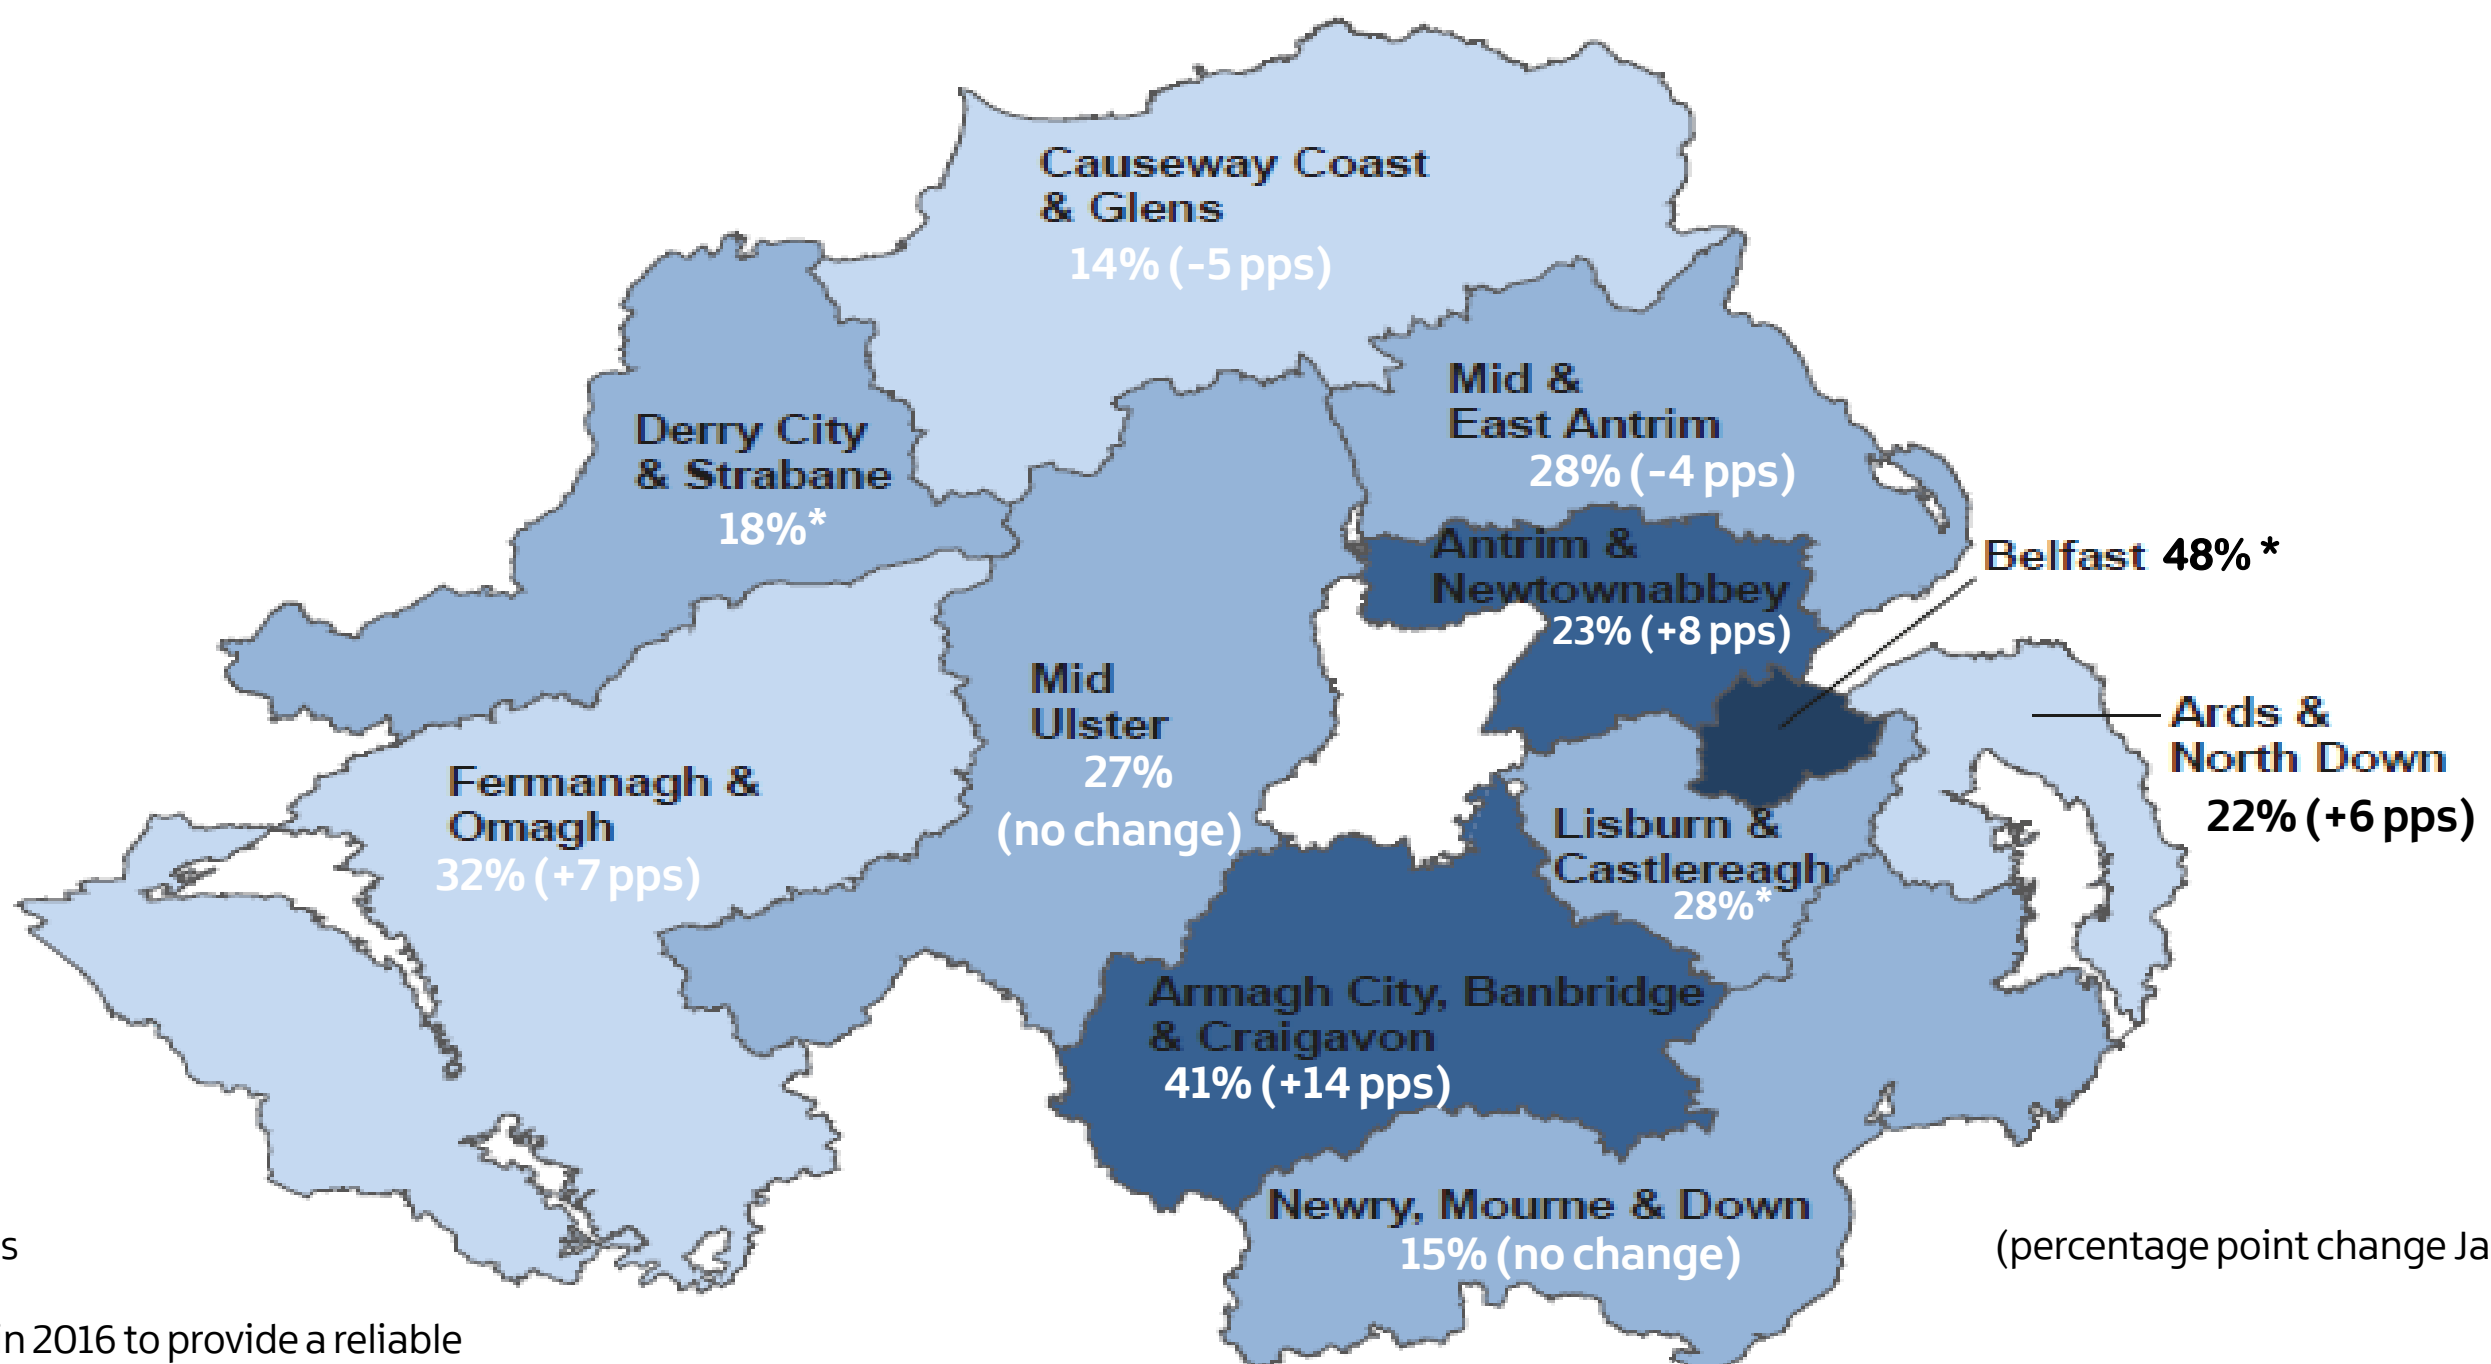 Causeway Coast
& Glens
14% (-5 pps)
Derry City
& Strabane
18%*
Mid &
East Antrim
28% (-4 pps)
Antrim &
Newtownabbey
23% (+8 pps)
Belfast 48% *
Mid
Ulster
27%
(no change)
Ards &
North Down
22% (+6 pps)
Fermanagh &
Omagh
32% (+7 pps)
Lisburn &
Castlereagh
28%*
Armagh City, Banbridge
& Craigavon
41% (+14 pps)
Newry, Mourne & Down
15% (no change)
s
(percentage point change Ja
in 2016 to provide a reliable